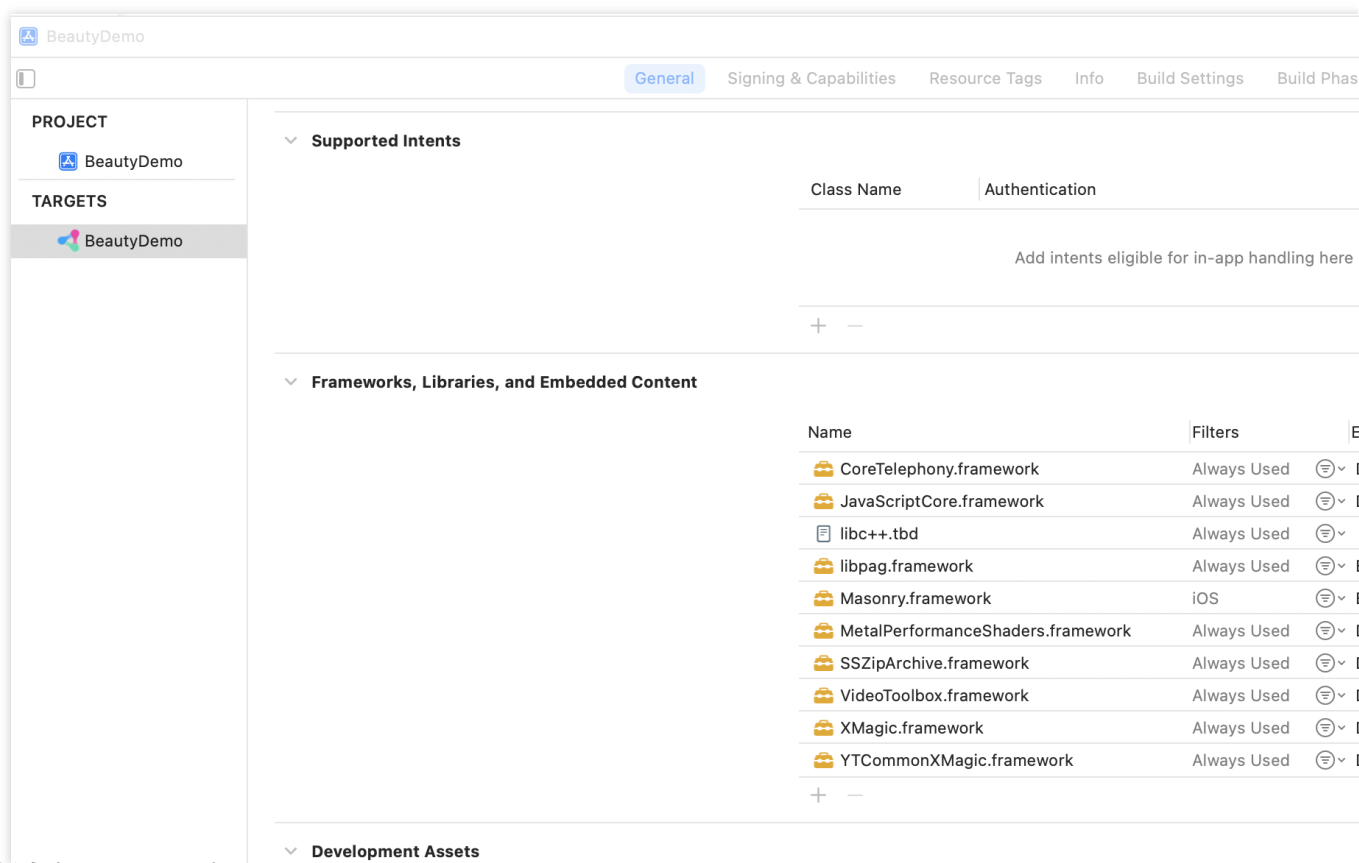 BeautyDemo
General Signing & Capabilities Resource Tags Info Build Settings Build Phas
PROJECT
BeautyDemo
TARGETS
BeautyDemo
Supported Intents
Class Name Authentication
Add intents eligible for in-app handling here
Frameworks, Libraries, and Embedded Content
Name Filters
CoreTelephony.framework Always Used
JavaScriptCore.framework Always Used
libc++.tbd Always Used
libpag.framework Always Used
Masonry.framework iOS
MetalPerformanceShaders.framework Always Used
SSZipArchive.framework Always Used
VideoToolbox.framework Always Used
XMagic.framework Always Used
YTCommonXMagic.framework Always Used
Development Assets